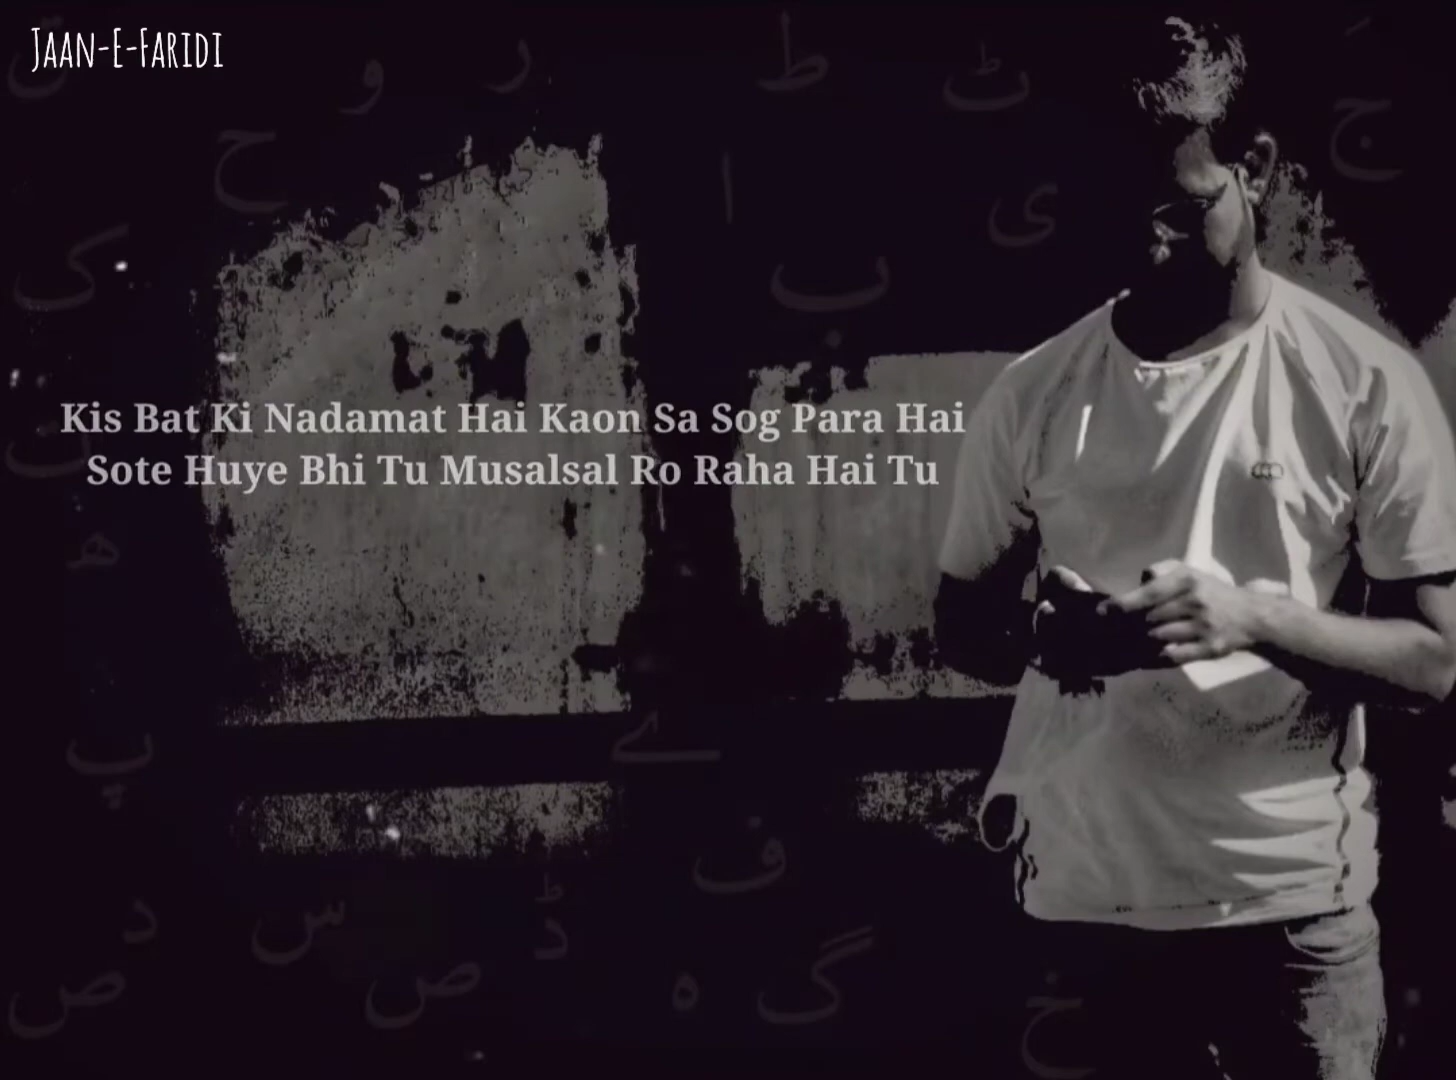 Jaan-E-Faridi
ق
و
ر
ط
ٹ
ج
ح
ا
ی
ک
ب
Kis Bat Ki Nadamat Hai Kaon Sa Sog Para Hai
Sote Huye Bhi Tu Musalsal Ro Raha Hai Tu
ھ
پ
ے
ف
د
س
ڈ
ص
ص
ہ
گ
خ